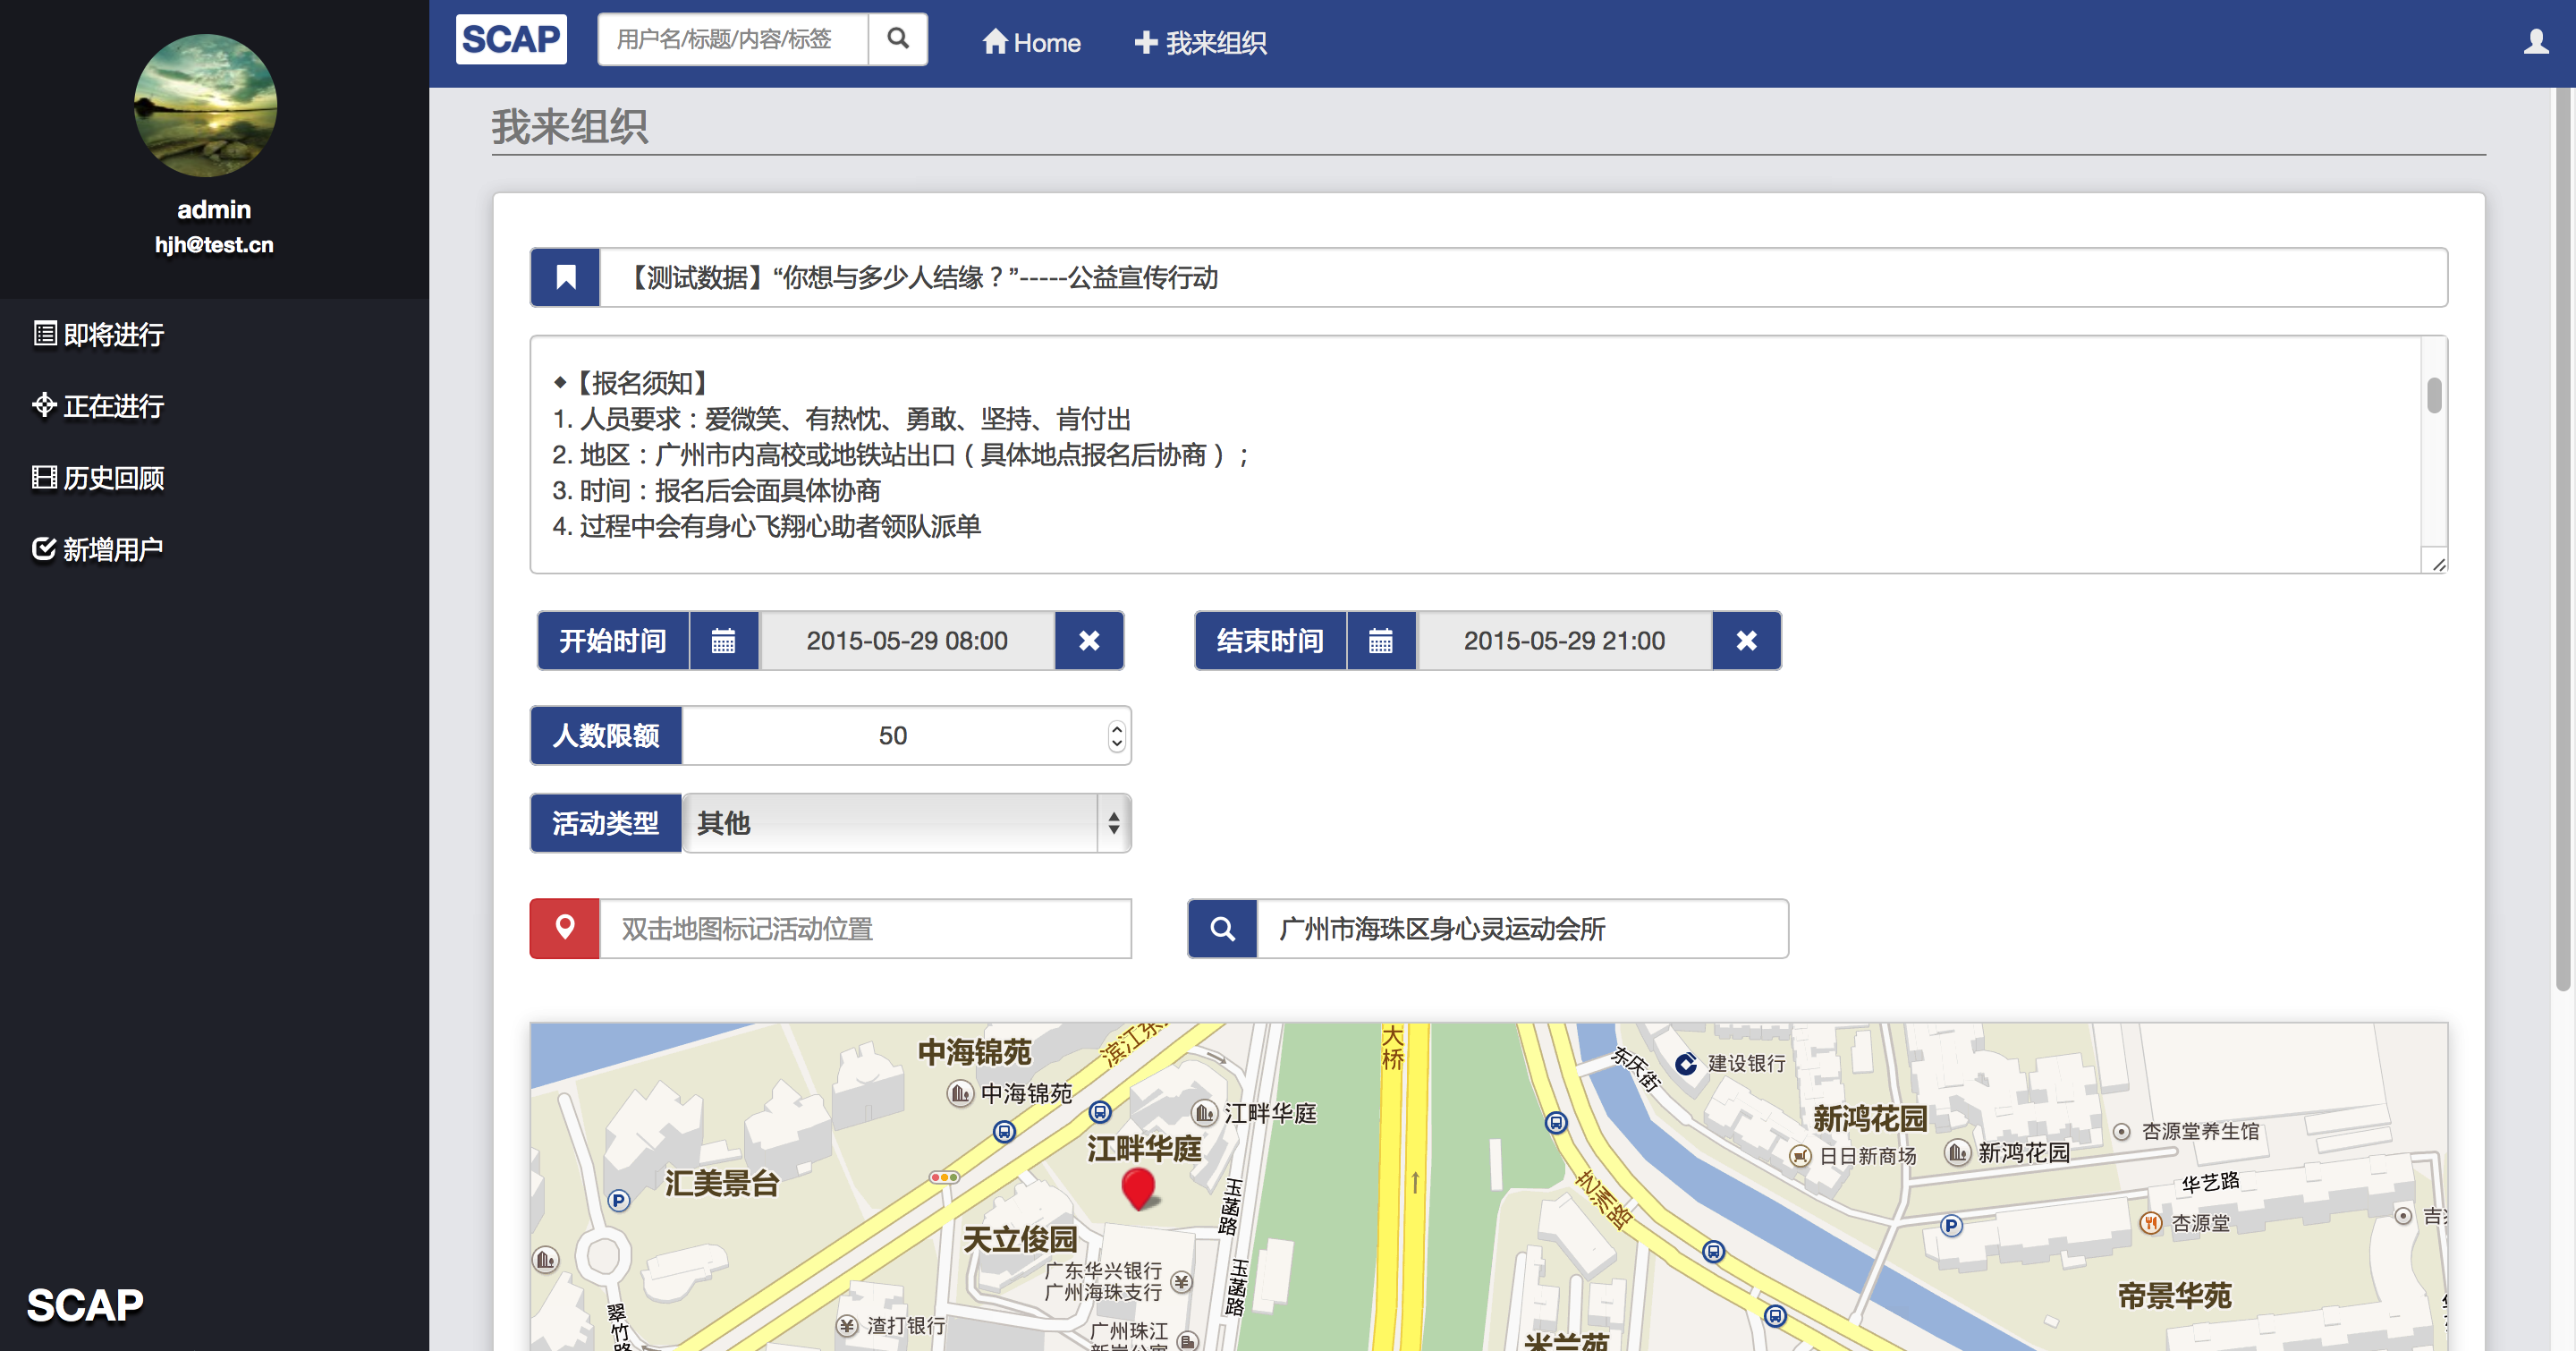 admin
hjh@test.cn
即将进行
正在进行
历史回顾
新增用户
SCAP
SCAP
用户名/标题/内容/标签
Home
我来组织
我来组织
【测试数据】“你想与多少人结缘？”-----公益宣传行动
◆【报名须知】
1. 人员要求：爱微笑、有热忱、勇敢、坚持、肯付出
2. 地区：广州市内高校或地铁站出口（具体地点报名后协商）；
3. 时间：报名后会面具体协商
4. 过程中会有身心飞翔心助者领队派单
开始时间
2015-05-29 08:00
结束时间
2015-05-29 21:00
人数限额
50
活动类型
其他
双击地图标记活动位置
广州市海珠区身心灵运动会所
中海锦苑
滨江东
大桥
东庆街
建设银行
中海锦苑
江畔华庭
新鸿花园
江畔华庭
日日新商场
新鸿花园
杏源堂养生馆
汇美景台
华艺路
玉菡路
艺洲路
杏源堂
吉
天立俊园
广东华兴银行
广州海珠支行
玉菡路
帝景华苑
翠竹路
渣打银行
广州珠江
米兰苑